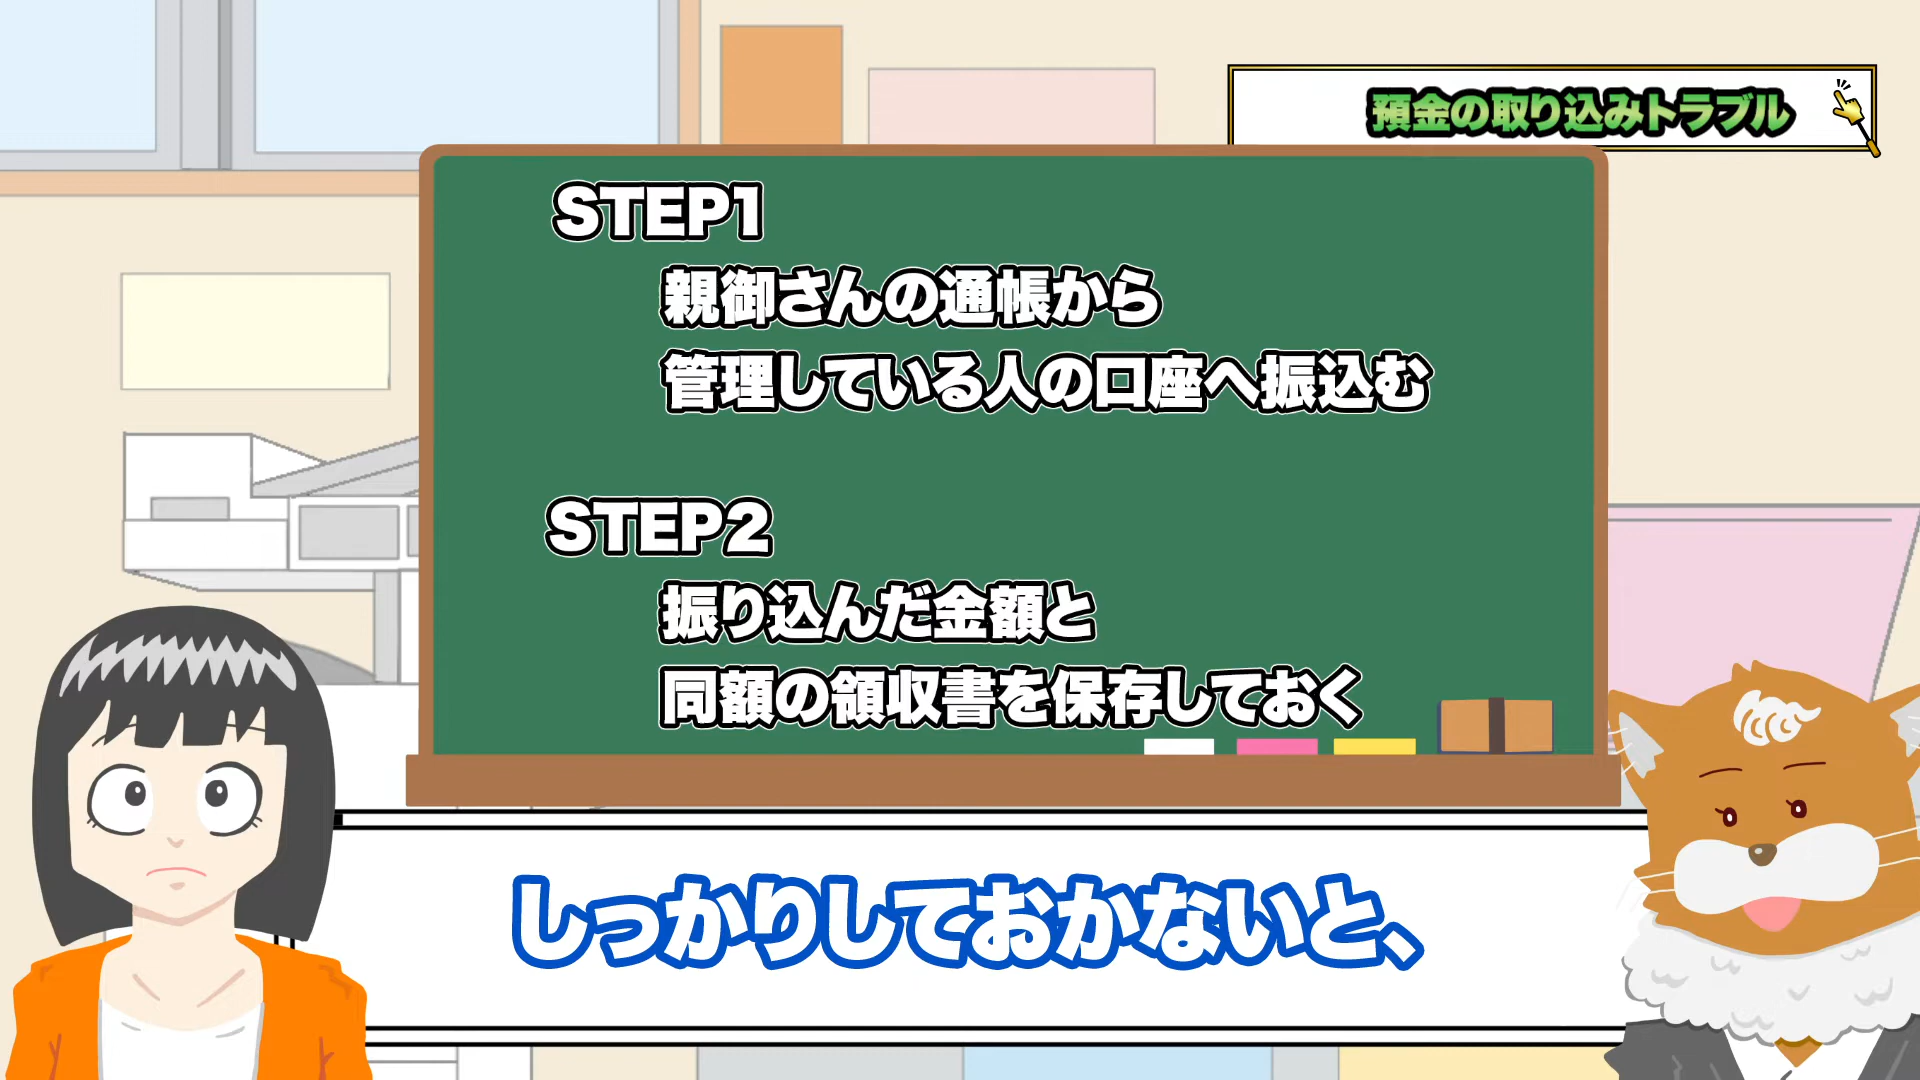 預金の取り込みトラブル
STEP1
親御さんの通帳から
管理している人の口座へ振込む
STEP2
振り込んだ金額と
同額の領収書を保存しておく
しっかりしておかないと、